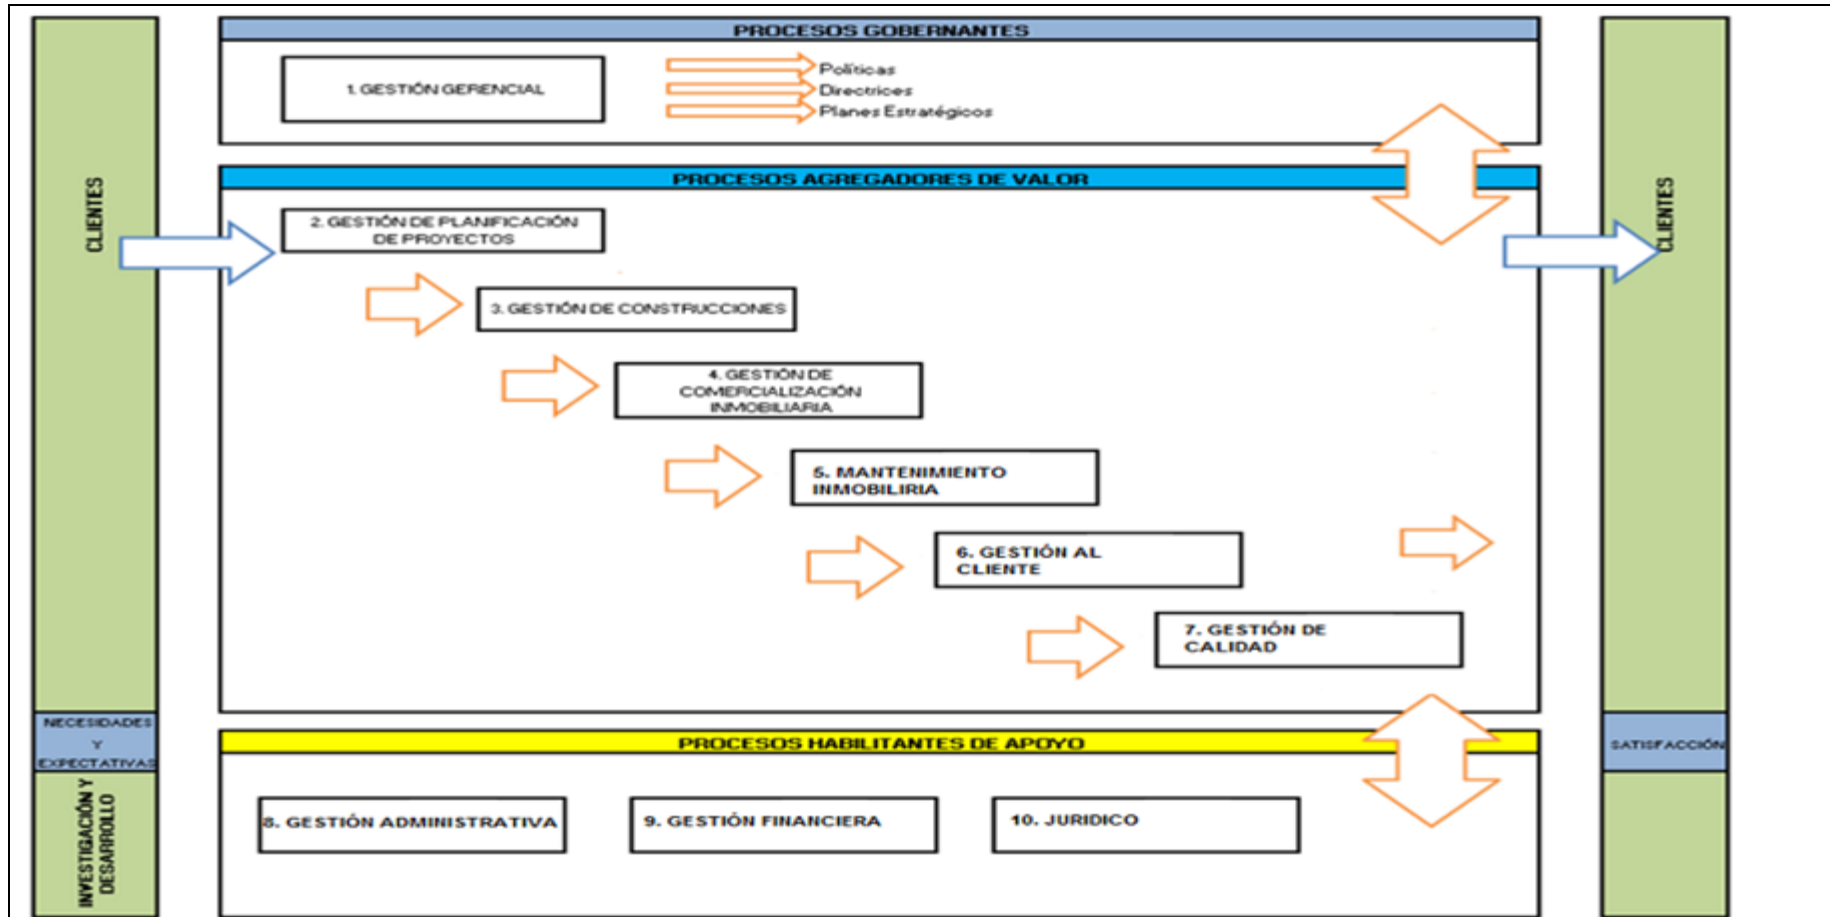 PROCESOS GOBERNANTES
1. GESTIÓN GERENCIAL
Políticas
Directrices
Planes Estratégicos
CLIENTES
PROCESOS AGREGADORES DE VALOR
CLIENTES
2. GESTIÓN DE PLANIFICACIÓN
DE PROYECTOS
3. GESTIÓN DE CONSTRUCCIONES
4. GESTIÓN DE
COMERCIALIZACIÓN
INMOBILIARIA
5. MANTENIMIENTO
INMOBILIRIA
6. GESTIÓN AL
CLIENTE
7. GESTIÓN DE
CALIDAD
NECESIDADES
Y
EXPECTATIVAS
PROCESOS HABILITANTES DE APOYO
SATISFACCIÓN
INVESTIGACIÓN Y
DESARROLLO
8. GESTIÓN ADMINISTRATIVA
9. GESTIÓN FINANCIERA
10. JURIDICO